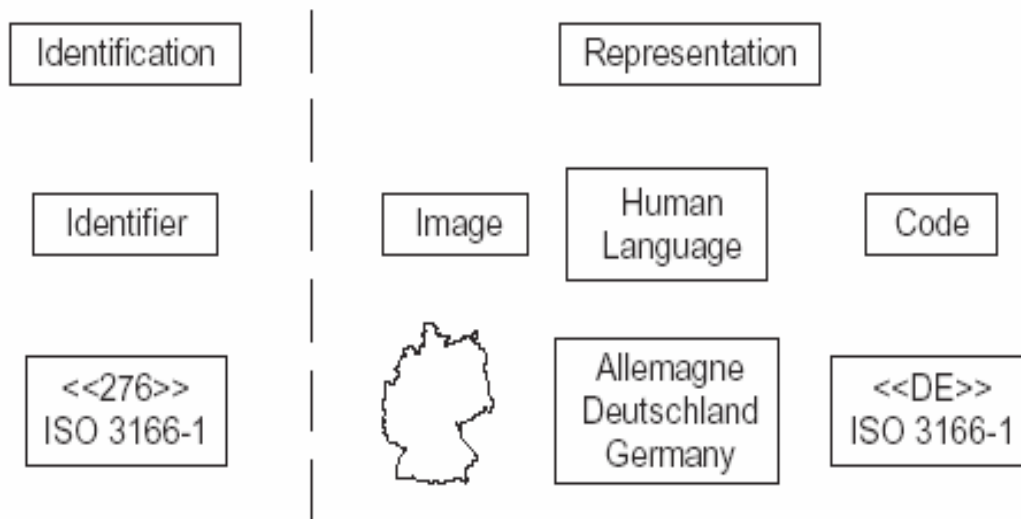 Identification
Representation
Identifier
Image
Human
Language
Code
<<276>>
ISO 3166-1
Allemagne
Deutschland
Germany
<<DE>>
ISO 3166-1